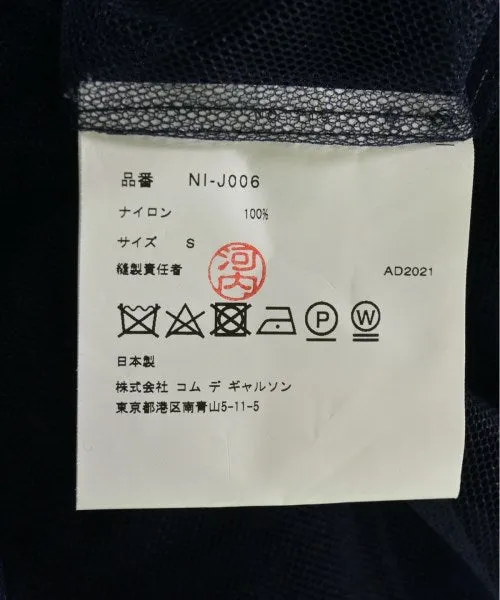 品番 NI-J006
ナイロン 100%
サイズ S
縫製責任者 河内 AD2021
P W
日本製
株式会社 コム デ ギャルソン
東京都港区南青山5-11-5